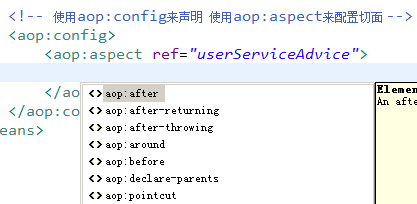 <!-- 使用aop:config来声明 使用aop:aspect来配置切面 -->
<aop:config>
<aop:aspect ref="userServiceAdvice">
</ao
</aop:co
eans>
<> aop:after
<> aop:after-returning
<> aop:after-throwing
<> aop:around
<> aop:before
<> aop:declare-parents
<> aop:pointcut
Elemen
An afte